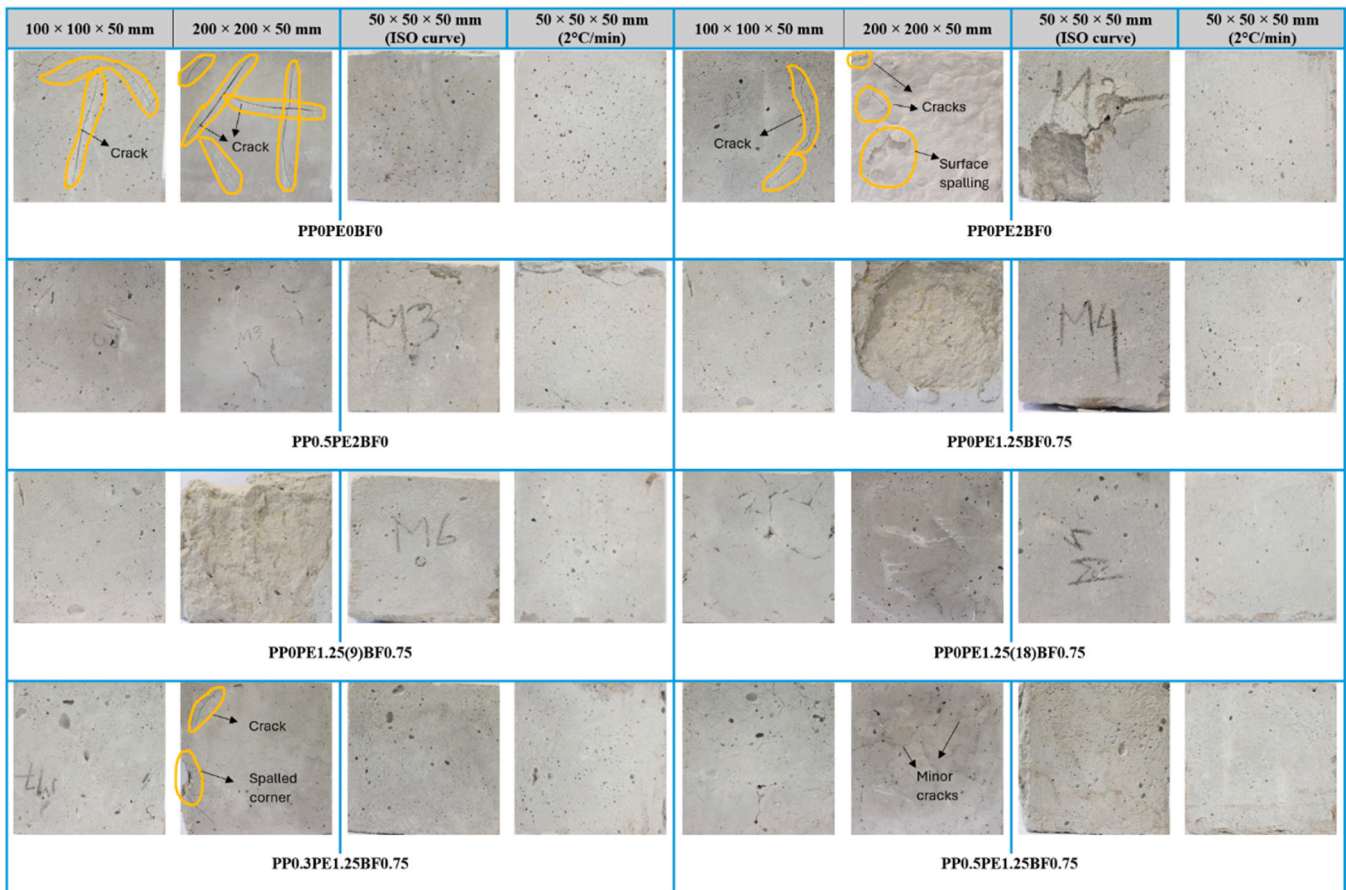 100 × 100 × 50 mm
200 × 200 × 50 mm
50 × 50 × 50 mm
(ISO curve)
50 × 50 × 50 mm
(2°C/min)
100 × 100 × 50 mm
200 × 200 × 50 mm
50 × 50 × 50 mm
(ISO curve)
50 × 50 × 50 mm
(2°C/min)
Crack
Crack
Crack
Cracks
Surface
spalling
PP0PE0BF0
PP0PE2BF0
M3
M3
M4
PP0.5PE2BF0
PP0PE1.25BF0.75
M6
M5
PP0PE1.25(9)BF0.75
PP0PE1.25(18)BF0.75
Crack
Spalled
corner
Minor
cracks
PP0.3PE1.25BF0.75
PP0.5PE1.25BF0.75